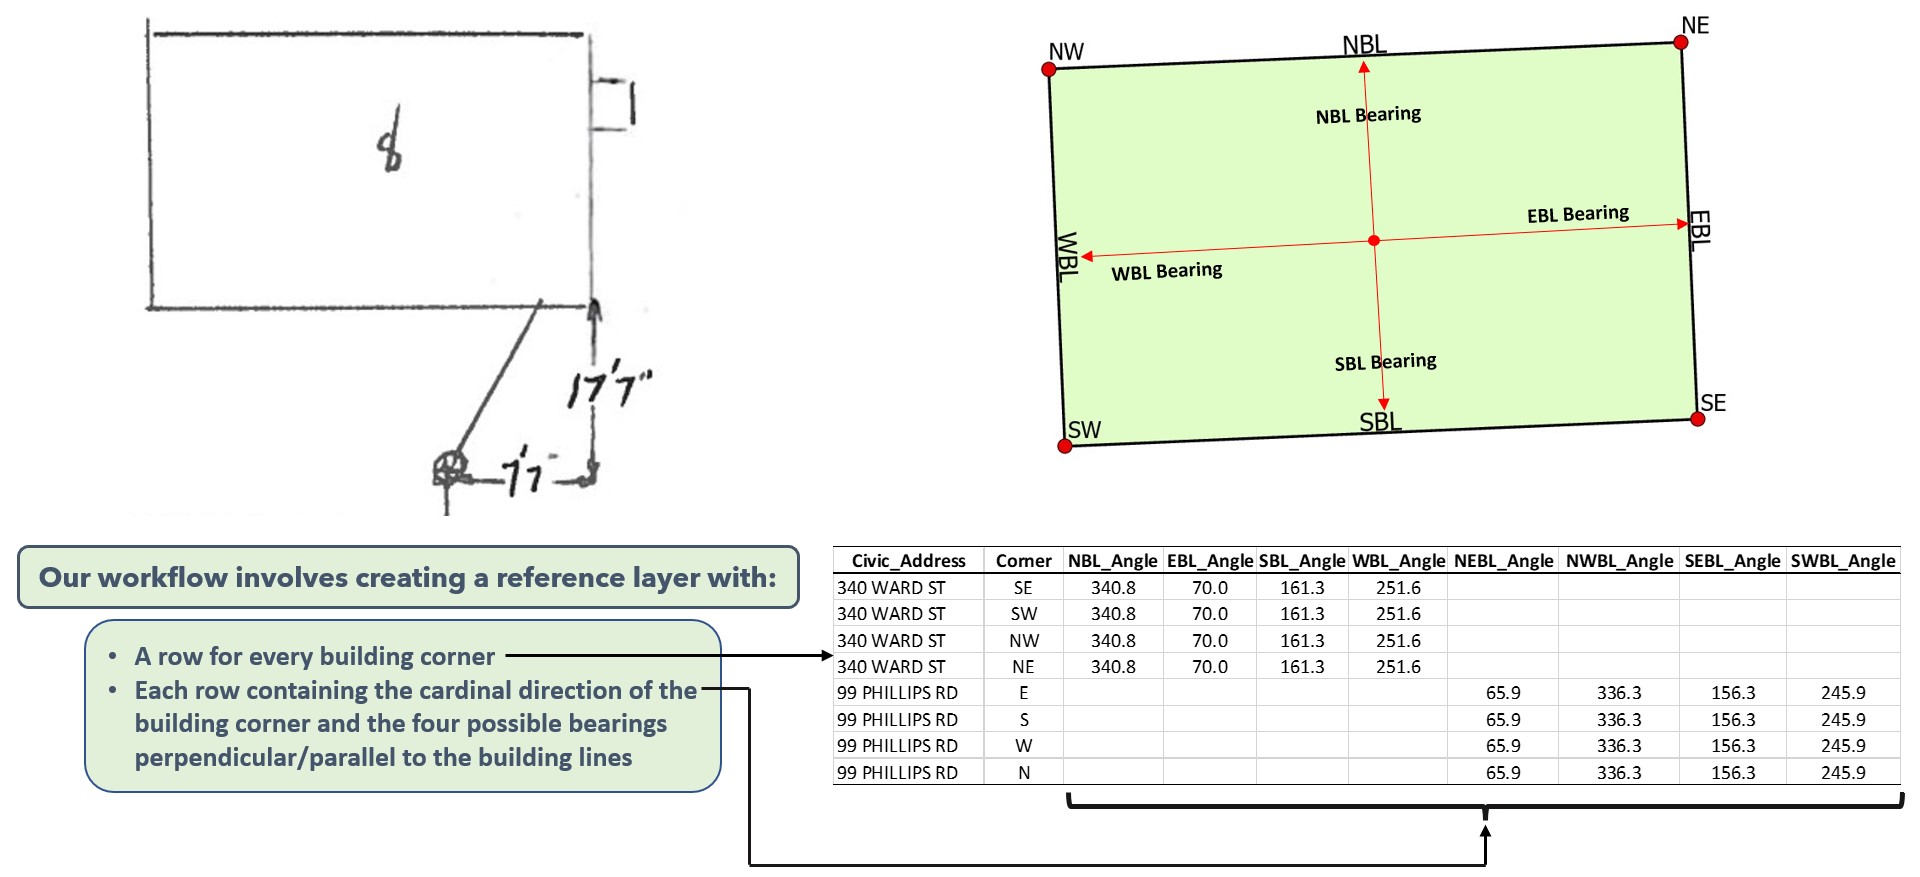 8
17'7"
7'7"
NW
NBL
NE
NBL Bearing
EBL Bearing
EBL
WBL
WBL Bearing
SBL Bearing
SBL
SW
SE
Our workflow involves creating a reference layer with:
• A row for every building corner
• Each row containing the cardinal direction of the
building corner and the four possible bearings
perpendicular/parallel to the building lines
Civic_Address Corner NBL_Angle EBL_Angle SBL_Angle WBL_Angle NEBL_Angle NWBL_Angle SEBL_Angle SWBL_Angle
340 WARD ST SE 340.8 70.0 161.3 251.6
340 WARD ST SW 340.8 70.0 161.3 251.6
340 WARD ST NW 340.8 70.0 161.3 251.6
340 WARD ST NE 340.8 70.0 161.3 251.6
99 PHILLIPS RD E 65.9 336.3 156.3 245.9
99 PHILLIPS RD S 65.9 336.3 156.3 245.9
99 PHILLIPS RD W 65.9 336.3 156.3 245.9
99 PHILLIPS RD N 65.9 336.3 156.3 245.9